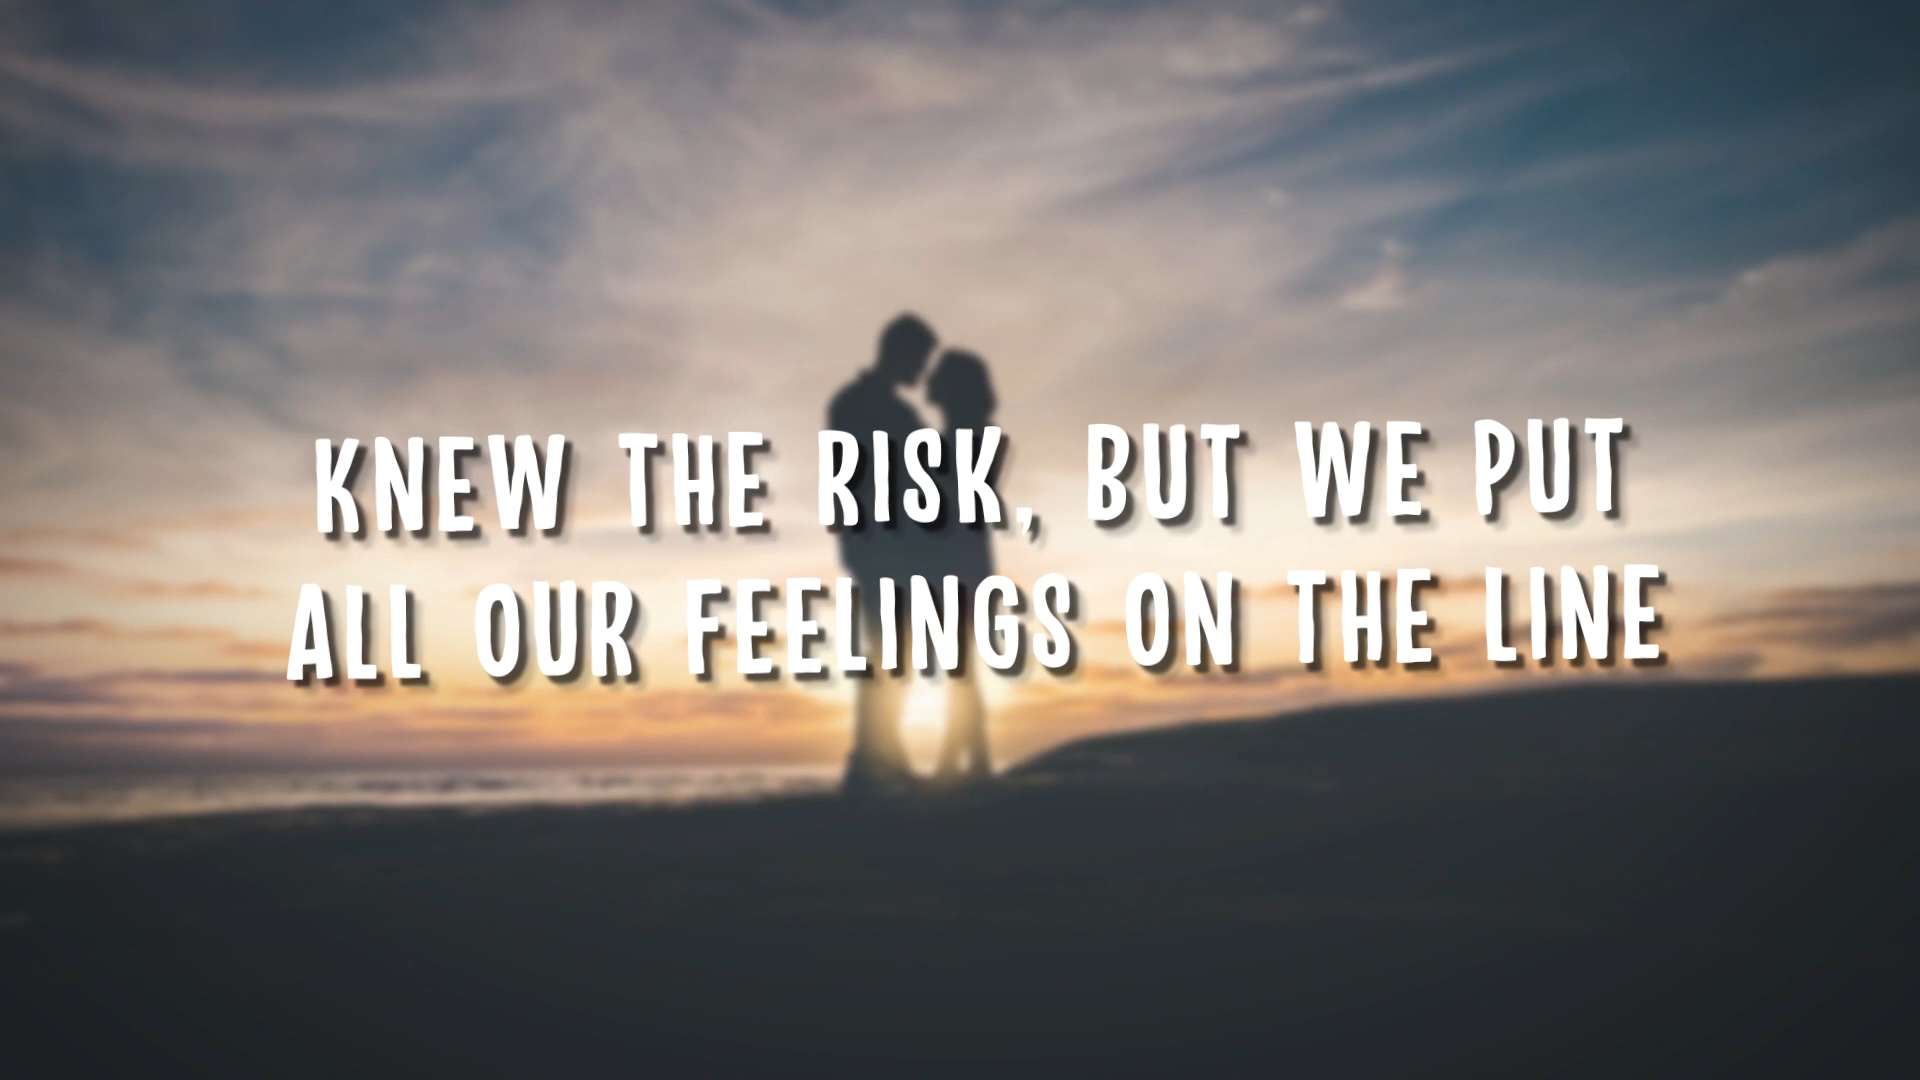 KNEW THE RISK, BUT WE PUT
ALL OUR FEELINGS ON THE LINE